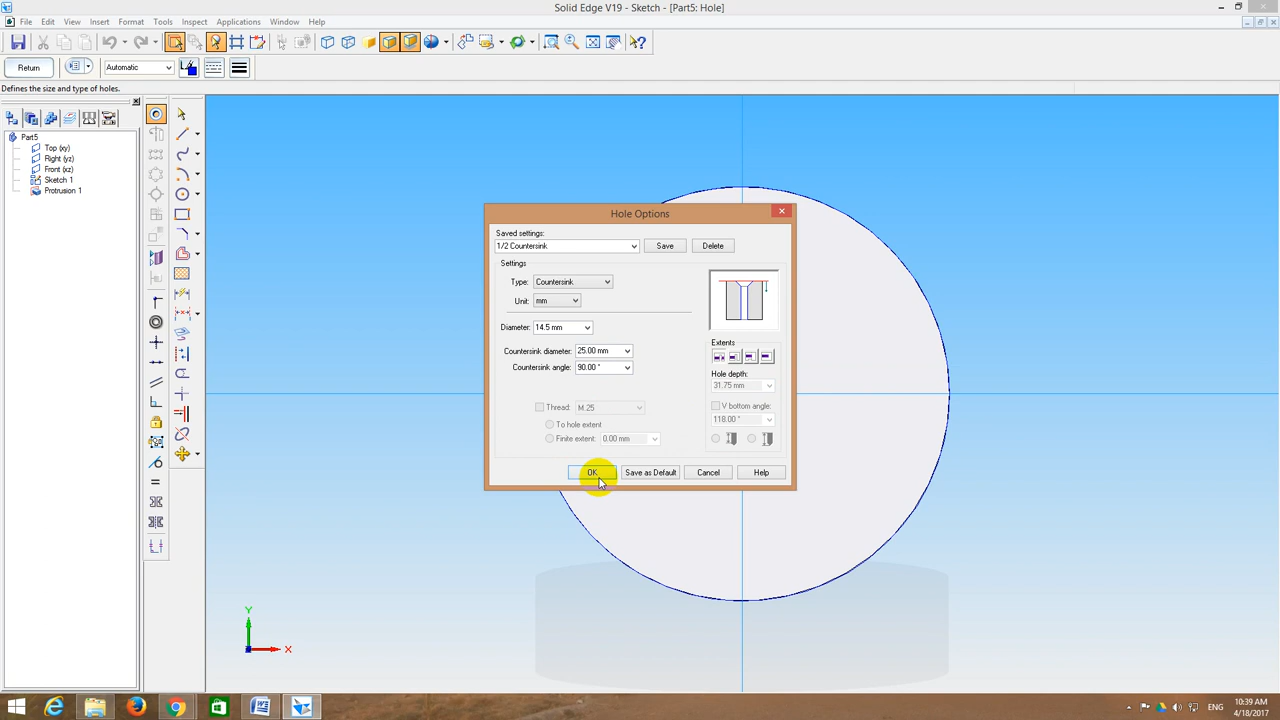 Solid Edge V19 - Sketch - [Part5: Hole]
File Edit View Insert Format Tools Inspect Applications Window Help
Return
Automatic
Defines the size and type of holes.
Part5
Top (xy)
Right (yz)
Front (xz)
Sketch 1
Protrusion 1
Hole Options
Saved settings:
1/2 Countersink Save Delete
Settings
Type: Countersink
Unit: mm
Diameter: 14.5 mm
Countersink diameter: 25.00 mm
Countersink angle: 90.00 °
Thread: M.25
To hole extent
Finite extent: 0.00 mm
Extents
Hole depth:
31.75 mm
V bottom angle:
118.00 °
OK Save as Default Cancel Help
Y
X
ENG
10:39 AM
4/18/2017